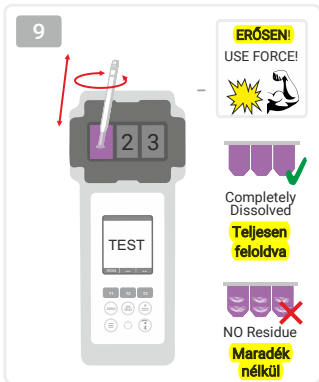 9
ERŐSEN!
USE FORCE!
2 3
TEST
Completely
Dissolved
Teljesen
feloldva
NO Residue
Maradék
nélkül